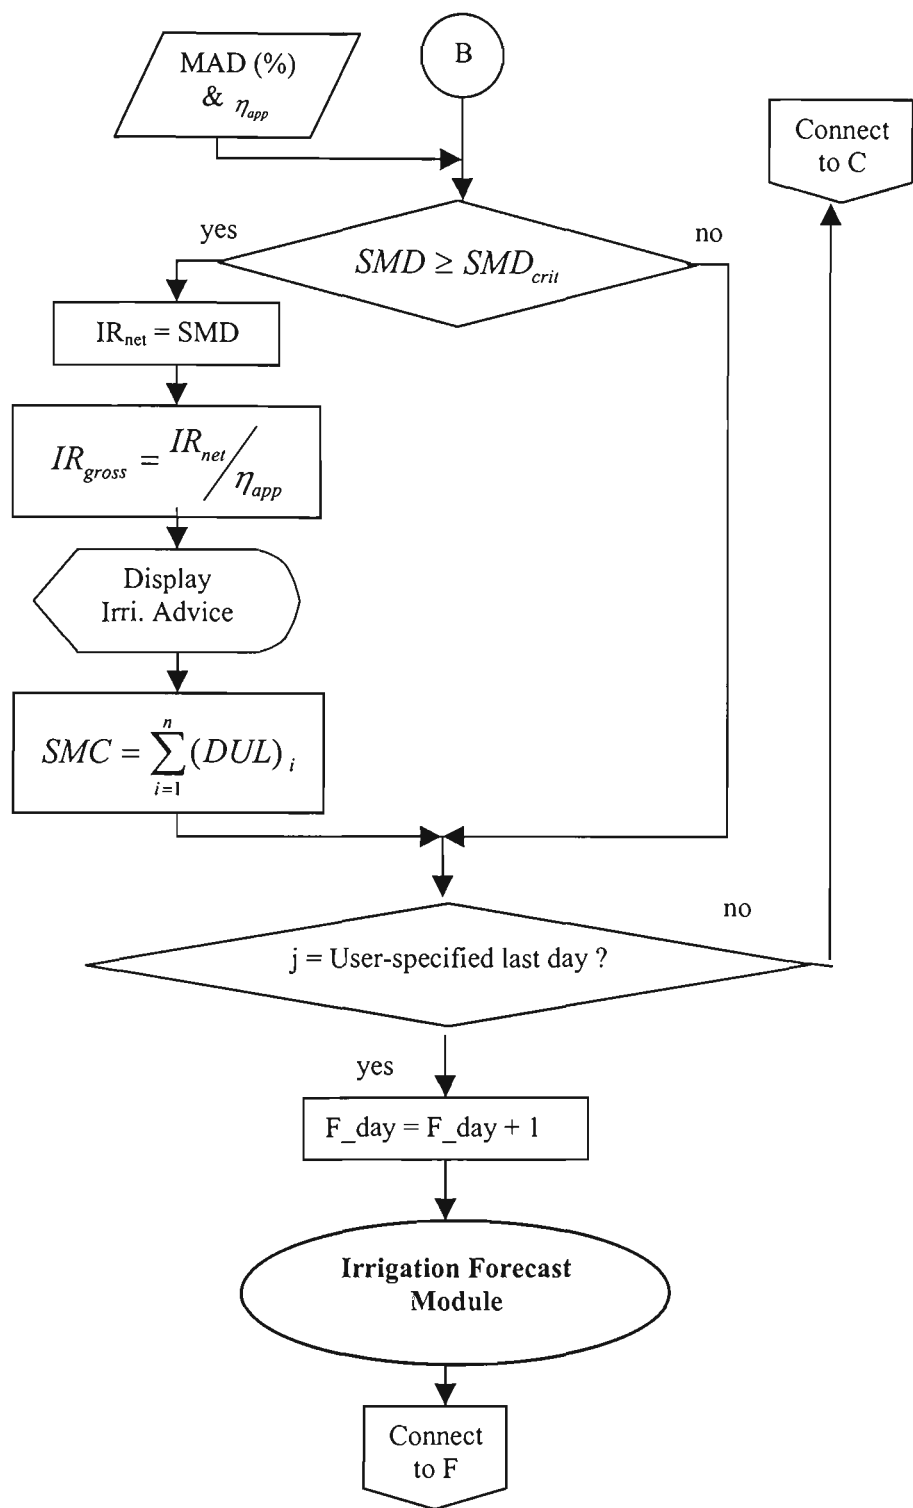 MAD (%)
& η_app
B
Connect
to C
yes
no
SMD ≥ SMD_crit
IR_net = SMD
IR_gross = IR_net / η_app
Display
Irri. Advice
SMC = ∑_{i=1}^{n} (DUL)_i
no
j = User-specified last day ?
yes
F_day = F_day + 1
Irrigation Forecast
Module
Connect
to F